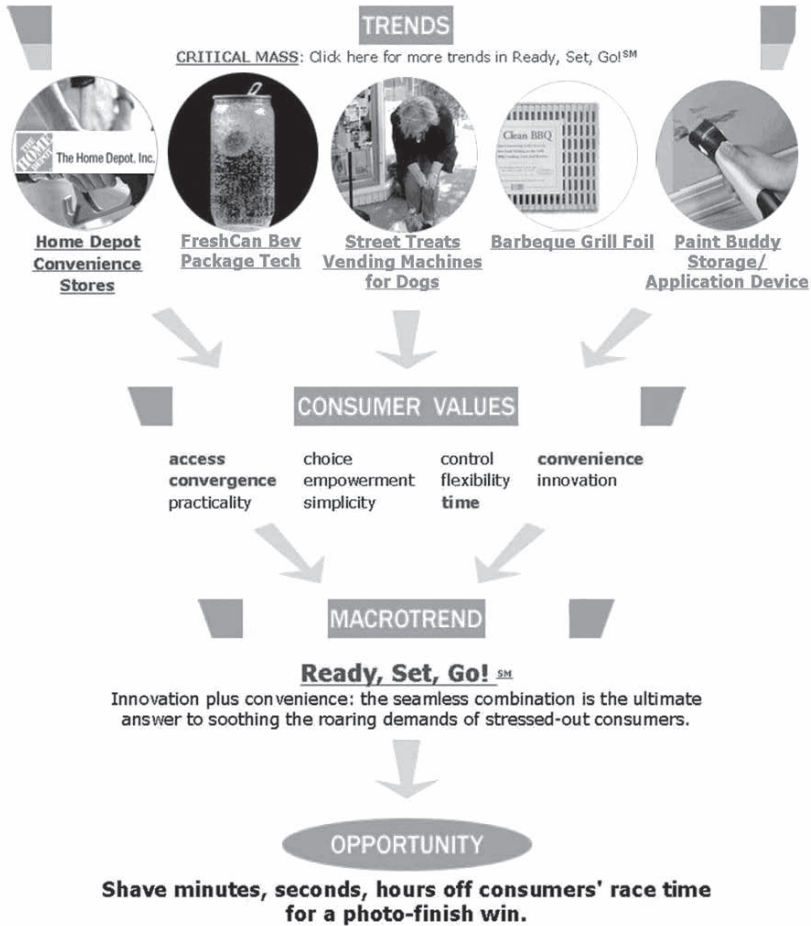 TRENDS
CRITICAL MASS: Click here for more trends in Ready, Set, Go!℠
THE HOME DEPOT
The Home Depot, Inc.
Clean BBQ
Home Depot
Convenience
Stores
FreshCan Bev
Package Tech
Street Treats
Vending Machines
for Dogs
Barbeque Grill Foil
Paint Buddy
Storage/
Application Device
CONSUMER VALUES
access choice control convenience
convergence empowerment flexibility innovation
practicality simplicity time
MACROTREND
Ready, Set, Go! ℠
Innovation plus convenience: the seamless combination is the ultimate
answer to soothing the roaring demands of stressed-out consumers.
OPPORTUNITY
Shave minutes, seconds, hours off consumers' race time
for a photo-finish win.